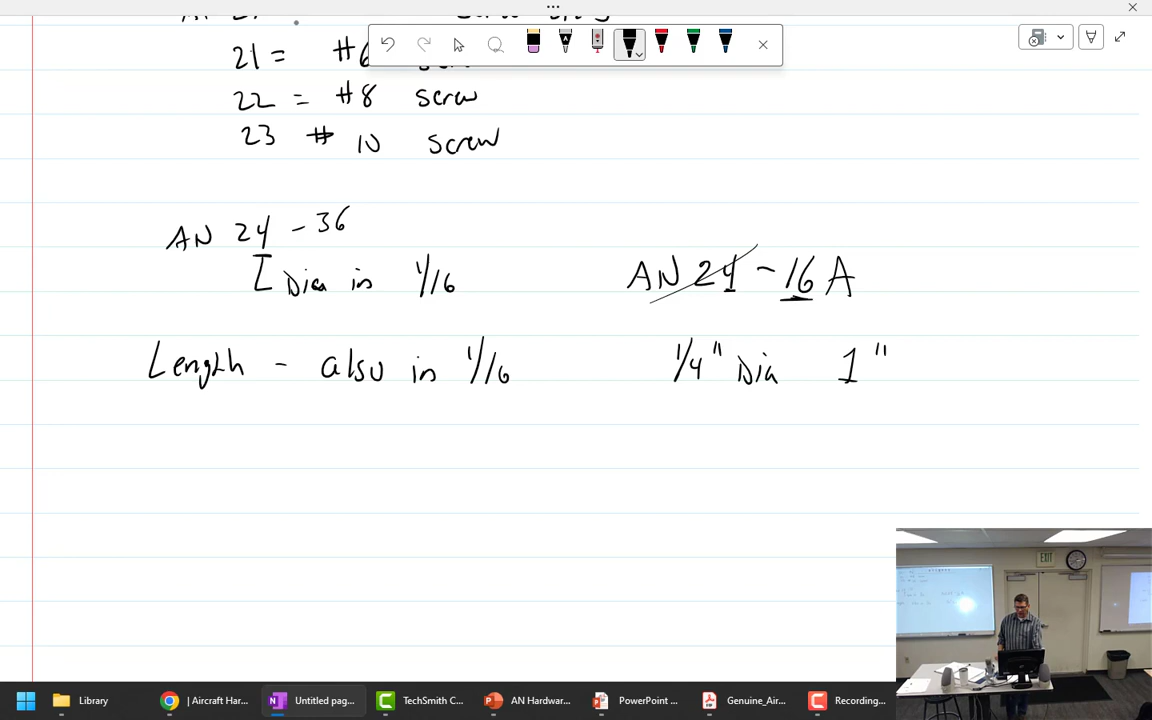 21 = #6
22 = #8 screw
23 # 10 screw
AN 24 - 36
Dia in 1/16
AN 24 - 16 A
Length - also in 1/16
1/4" Dia 1"
EXIT
Library
| Aircraft Har...
Untitled pag...
TechSmith C...
AN Hardwar...
PowerPoint ...
Genuine_Air...
Recording...